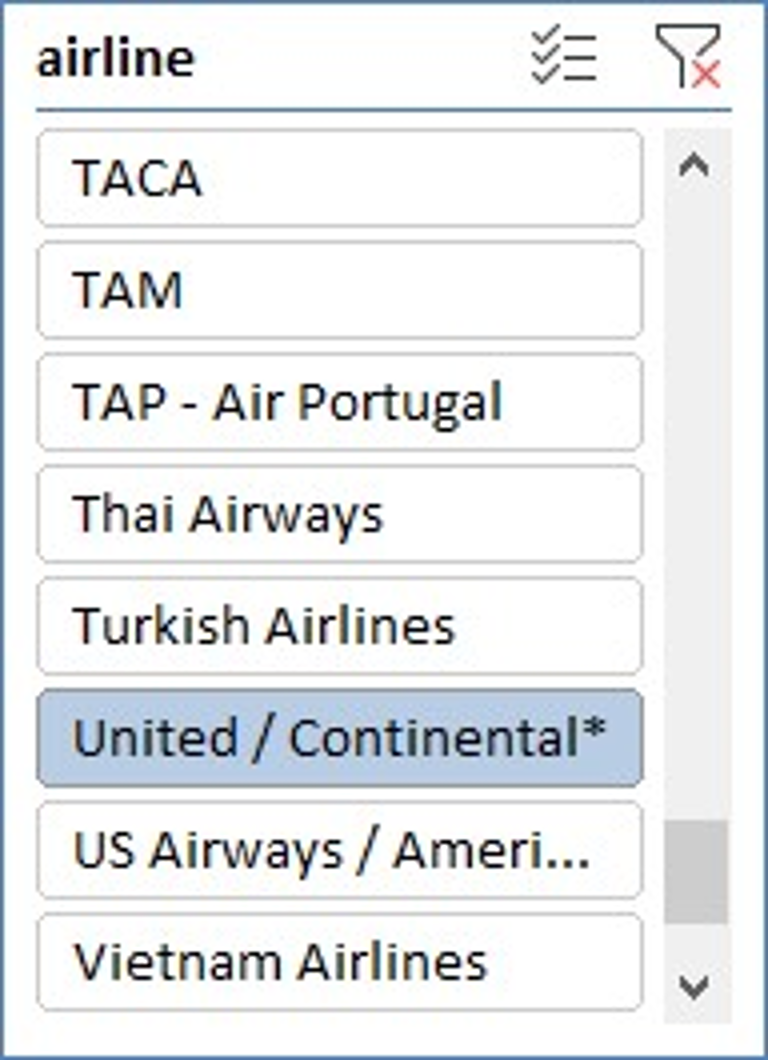 airline
TACA
TAM
TAP - Air Portugal
Thai Airways
Turkish Airlines
United / Continental*
US Airways / Ameri...
Vietnam Airlines